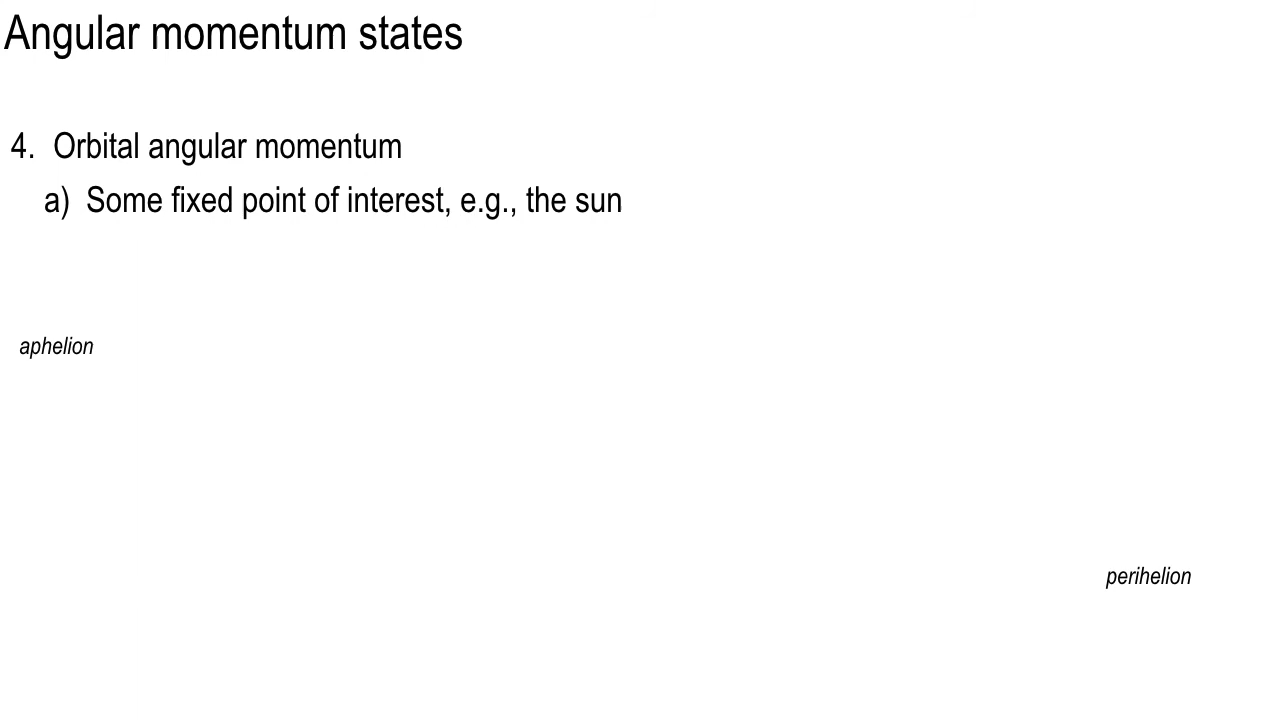 Angular momentum states
4. Orbital angular momentum
a) Some fixed point of interest, e.g., the sun
aphelion
perihelion